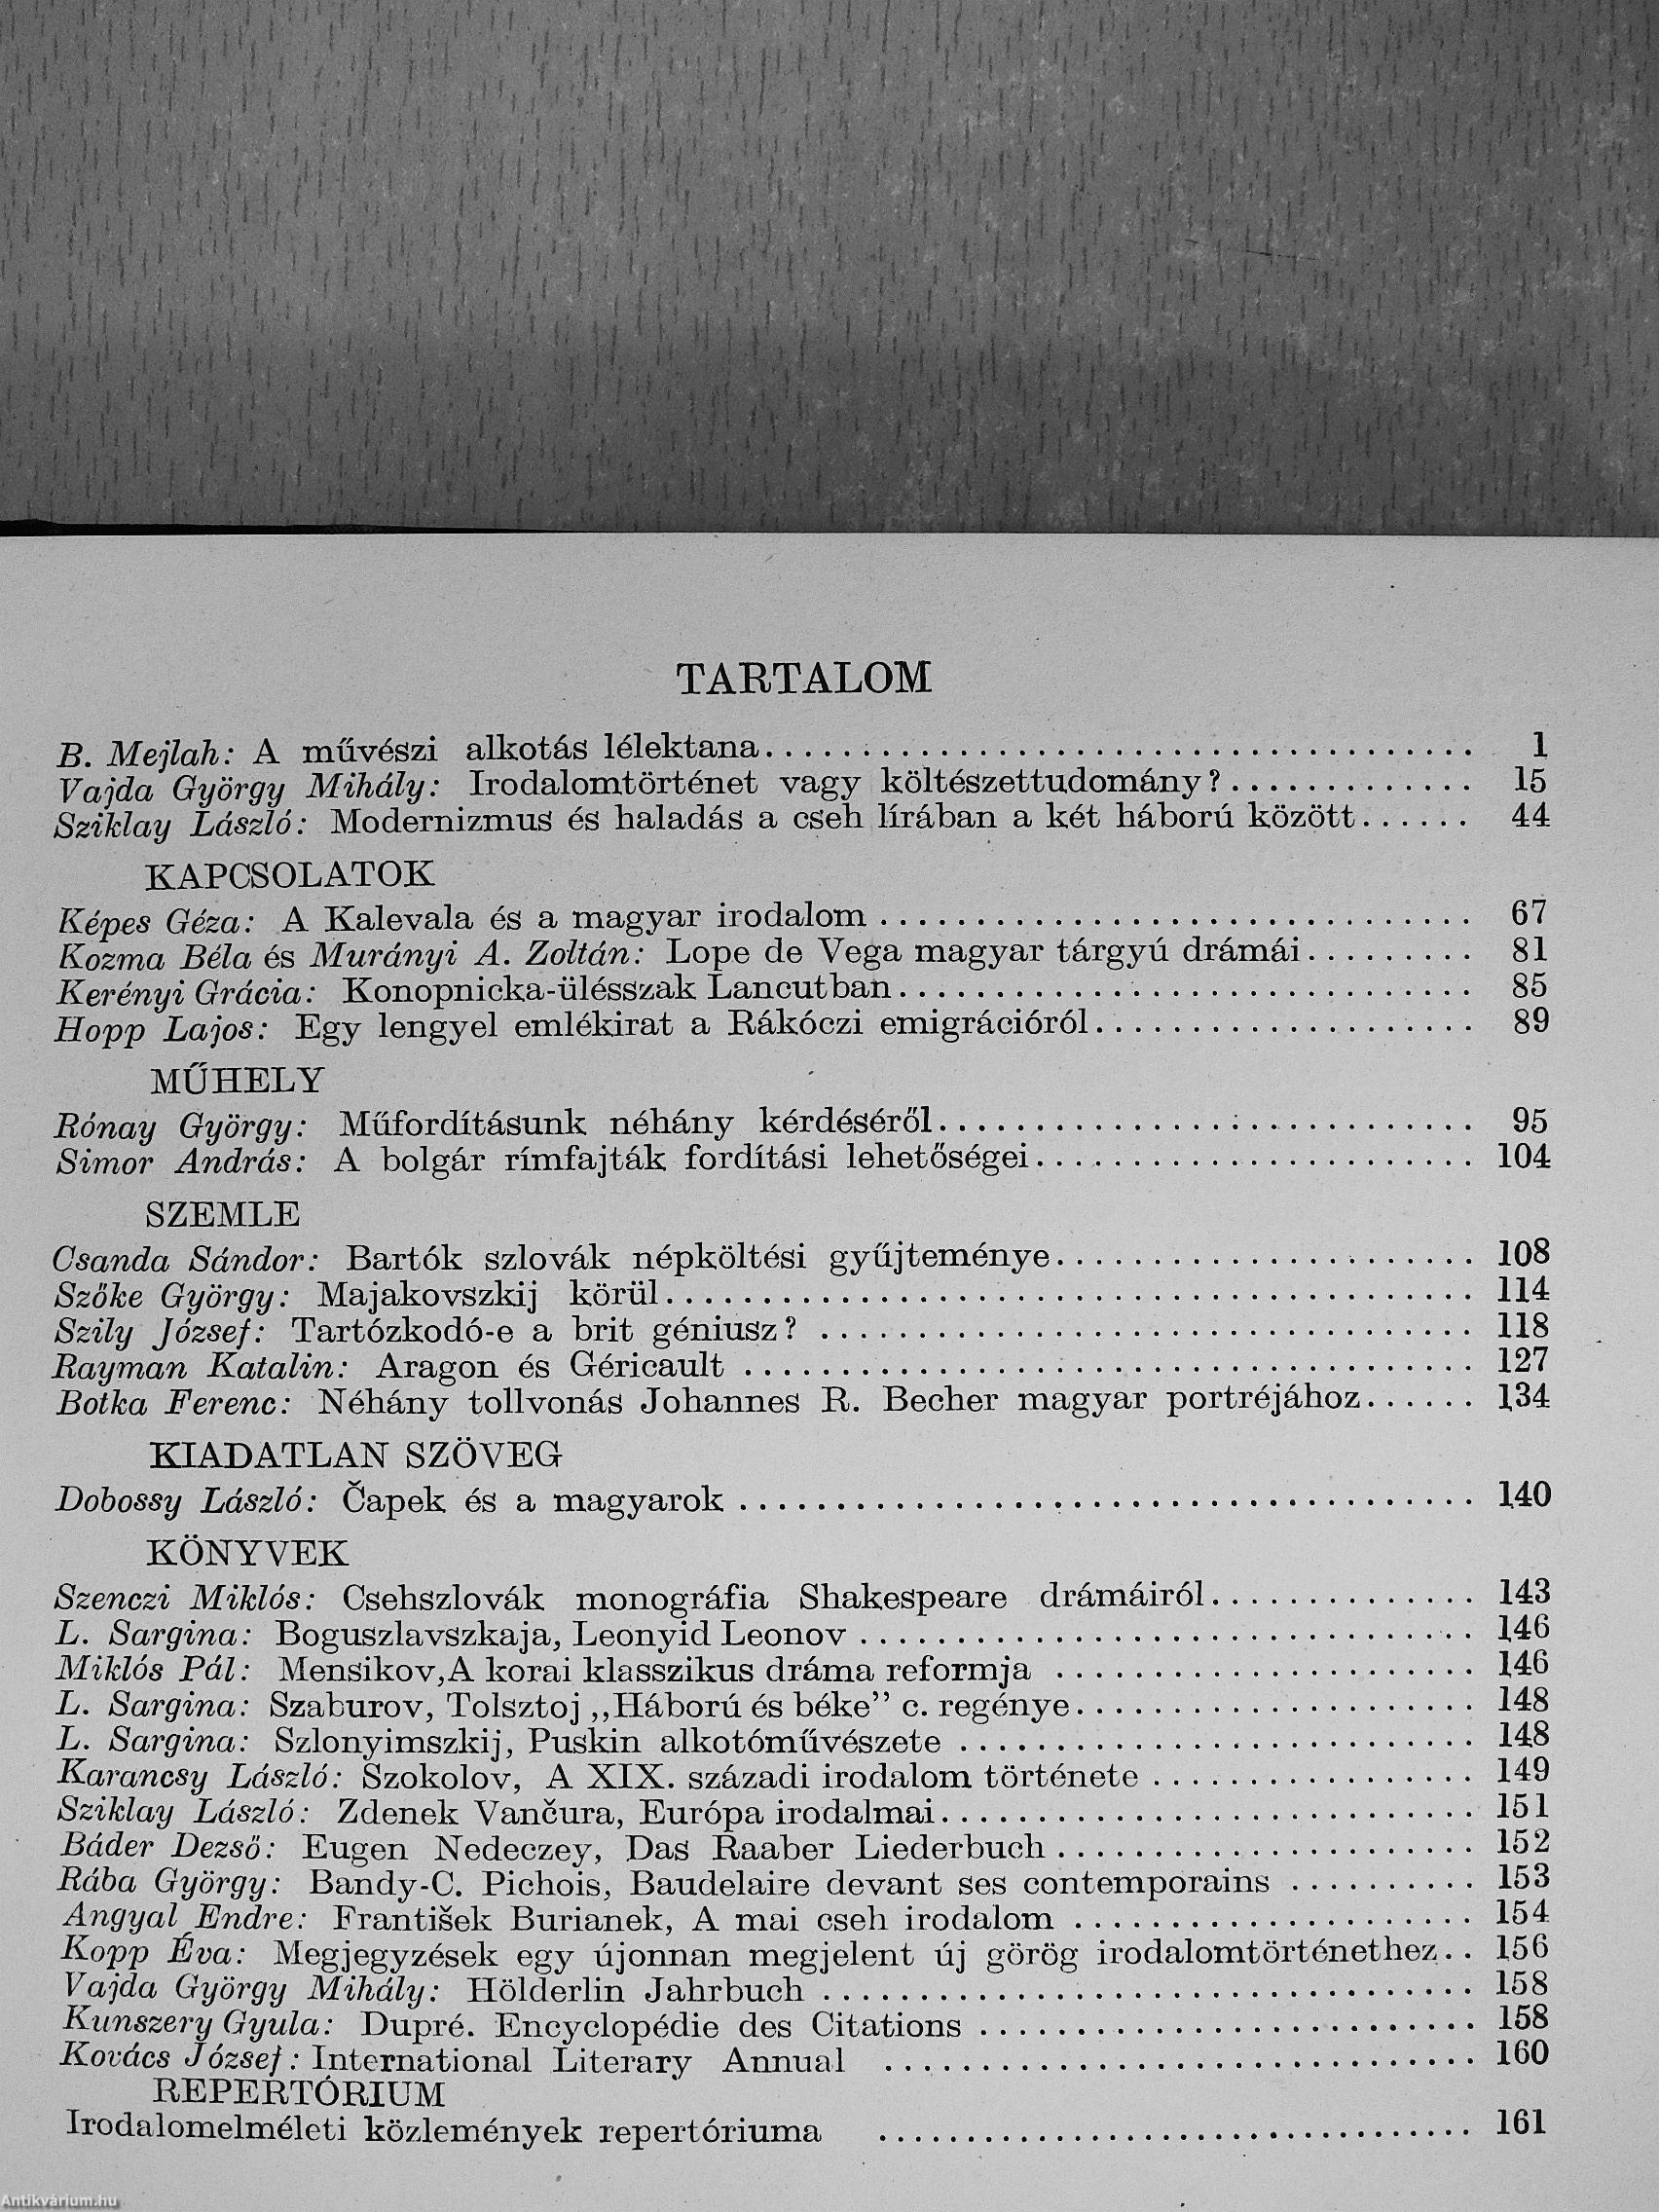 TARTALOM
B. Mejlah: A művészi alkotás lélektana........................................ 1
Vajda György Mihály: Irodalomtörténet vagy költészettudomány?............. 15
Sziklay László: Modernizmus és haladás a cseh lírában a két háború között...... 44
KAPCSOLATOK
Képes Géza: A Kalevala és a magyar irodalom ............................... 67
Kozma Béla és Murányi A. Zoltán: Lope de Vega magyar tárgyú drámái......... 81
Kerényi Grácia: Konopnicka-ülésszak Lancutban.............................. 85
Hopp Lajos: Egy lengyel emlékirat a Rákóczi emigrációról.................... 89
MŰHELY
Rónay György: Műfordításunk néhány kérdéséről............................ 95
Simor András: A bolgár rímfajták fordítási lehetőségei....................... 104
SZEMLE
Csanda Sándor: Bartók szlovák népköltési gyűjteménye...................... 108
Szőke György: Majakovszkij körül.......................................... 114
Szily József: Tartózkodó-e a brit géniusz? .................................. 118
Rayman Katalin: Aragon és Géricault ...................................... 127
Botka Ferenc: Néhány tollvonás Johannes R. Becher magyar portréjához...... 134
KIADATLAN SZÖVEG
Dobossy László: Čapek és a magyarok ...................................... 140
KÖNYVEK
Szenczi Miklós: Csehszlovák monográfia Shakespeare drámáiról.............. 143
L. Sargina: Boguszlavszkaja, Leonyid Leonov ................................ 146
Miklós Pál: Mensikov,A korai klasszikus dráma reformja ...................... 146
L. Sargina: Szaburov, Tolsztoj „Háború és béke” c. regénye..................... 148
L. Sargina: Szlonyimszkij, Puskin alkotóművészete ........................... 148
Karancsy László: Szokolov, A XIX. századi irodalom története ................. 149
Sziklay László: Zdenek Vančura, Európa irodalmai............................ 151
Báder Dezső: Eugen Nedeczey, Das Raaber Liederbuch ...................... 152
Rába György: Bandy-C. Pichois, Baudelaire devant ses contemporains .......... 153
Angyal Endre: František Burianek, A mai cseh irodalom ..................... 154
Kopp Éva: Megjegyzések egy újonnan megjelent új görög irodalomtörténethez.. 156
Vajda György Mihály: Hölderlin Jahrbuch .................................. 158
Kunszery Gyula: Dupré. Encyclopédie des Citations .......................... 158
Kovács József: International Literary Annual ............................... 160
REPERTÓRIUM
Irodalomelméleti közlemények repertóriuma ................................. 161
Antikvárium.hu